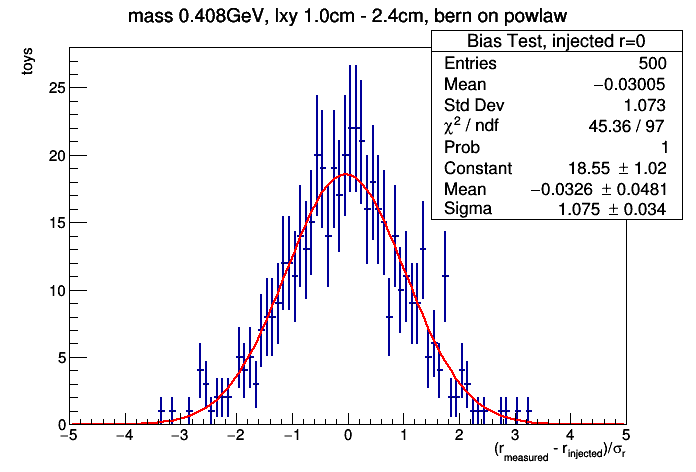 mass 0.408GeV, lxy 1.0cm - 2.4cm, bern on powlaw
Bias Test, injected r=0
Entries 500
Mean −0.03005
Std Dev 1.073
χ² / ndf 45.36 / 97
Prob 1
Constant 18.55 ± 1.02
Mean −0.0326 ± 0.0481
Sigma 1.075 ± 0.034
toys
25
20
15
10
5
0
−5 −4 −3 −2 −1 0 1 2 3 4 5
(r_measured - r_injected)/σ_r